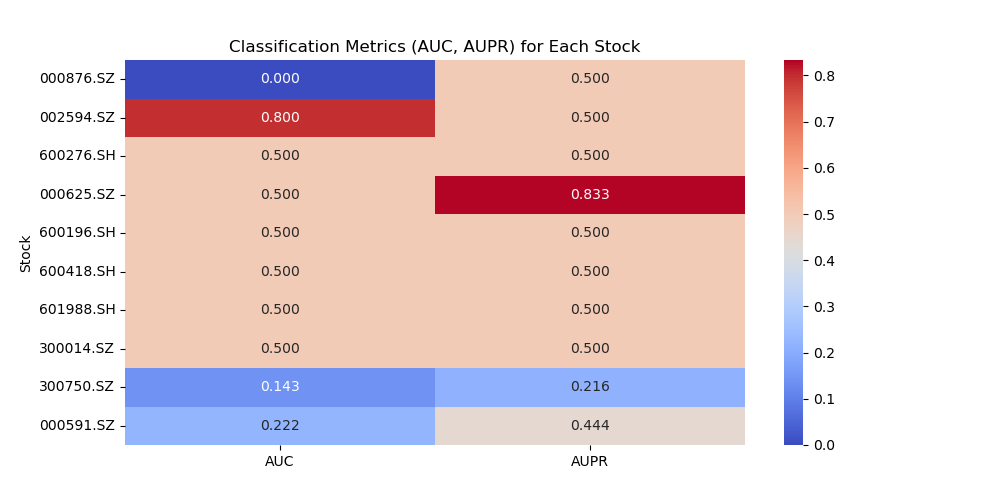 Classification Metrics (AUC, AUPR) for Each Stock
Stock
000876.SZ 0.000 0.500
002594.SZ 0.800 0.500
600276.SH 0.500 0.500
000625.SZ 0.500 0.833
600196.SH 0.500 0.500
600418.SH 0.500 0.500
601988.SH 0.500 0.500
300014.SZ 0.500 0.500
300750.SZ 0.143 0.216
000591.SZ 0.222 0.444
AUC AUPR
0.8
0.7
0.6
0.5
0.4
0.3
0.2
0.1
0.0